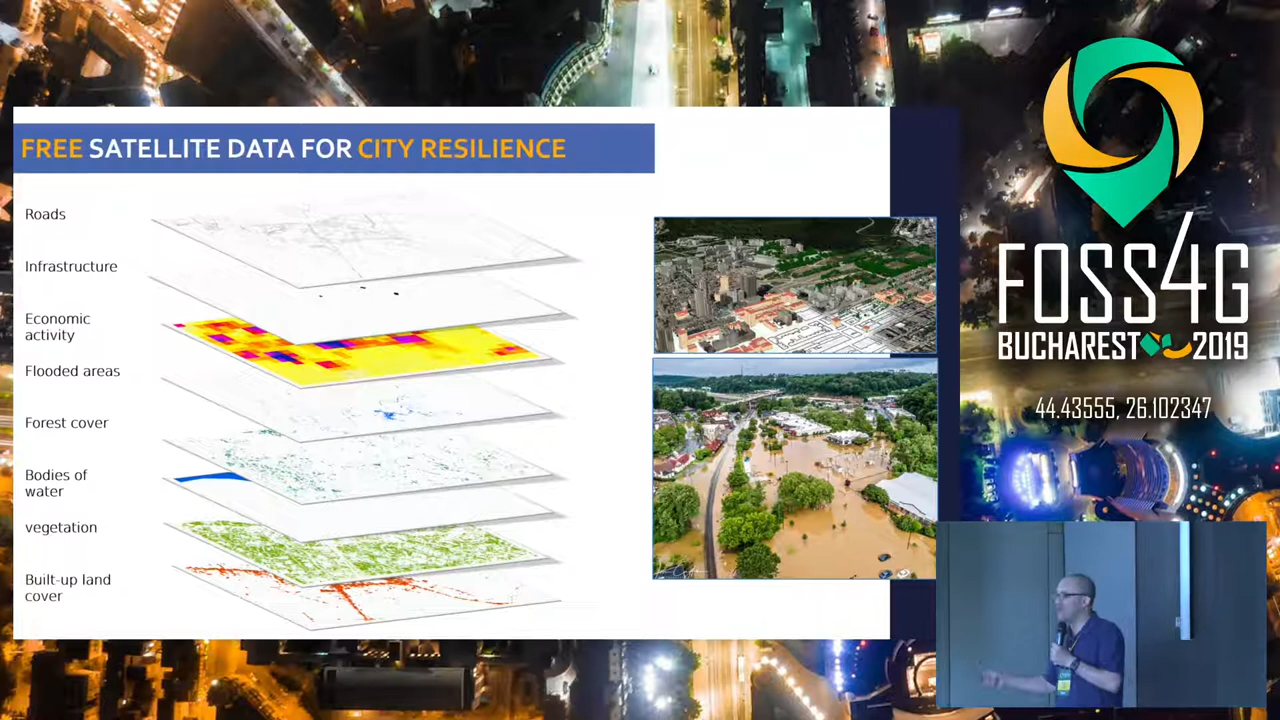 FREE SATELLITE DATA FOR CITY RESILIENCE
Roads
Infrastructure
Economic
activity
Flooded areas
Forest cover
Bodies of
water
vegetation
Built-up land
cover
FOSS4G
BUCHAREST 2019
44.43555, 26.102347